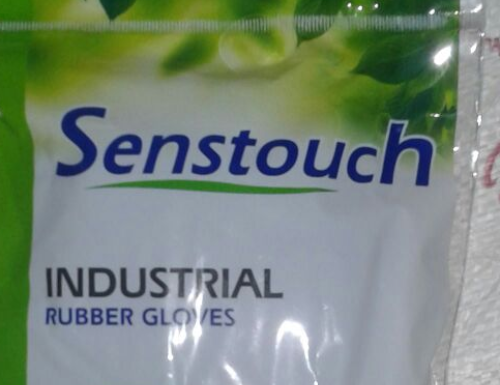 Senstouch
INDUSTRIAL
RUBBER GLOVES